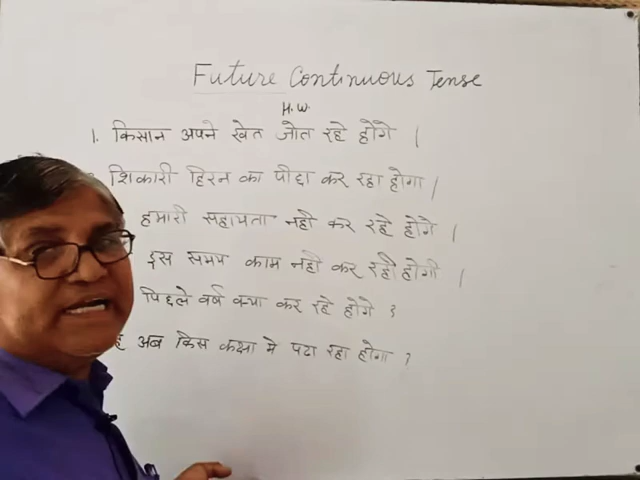 Future Continuous Tense
H.W.
1. किसान अपने खेत जोत रहे होंगे |
शिकारी हिरन का पीछा कर रहा होगा |
हमारी सहायता नहीं कर रहे होंगे |
इस समय काम नहीं कर रही होगी |
पिछले वर्ष क्या कर रहे होंगे ?
अब किस कक्षा मे पढा रहा होगा ?